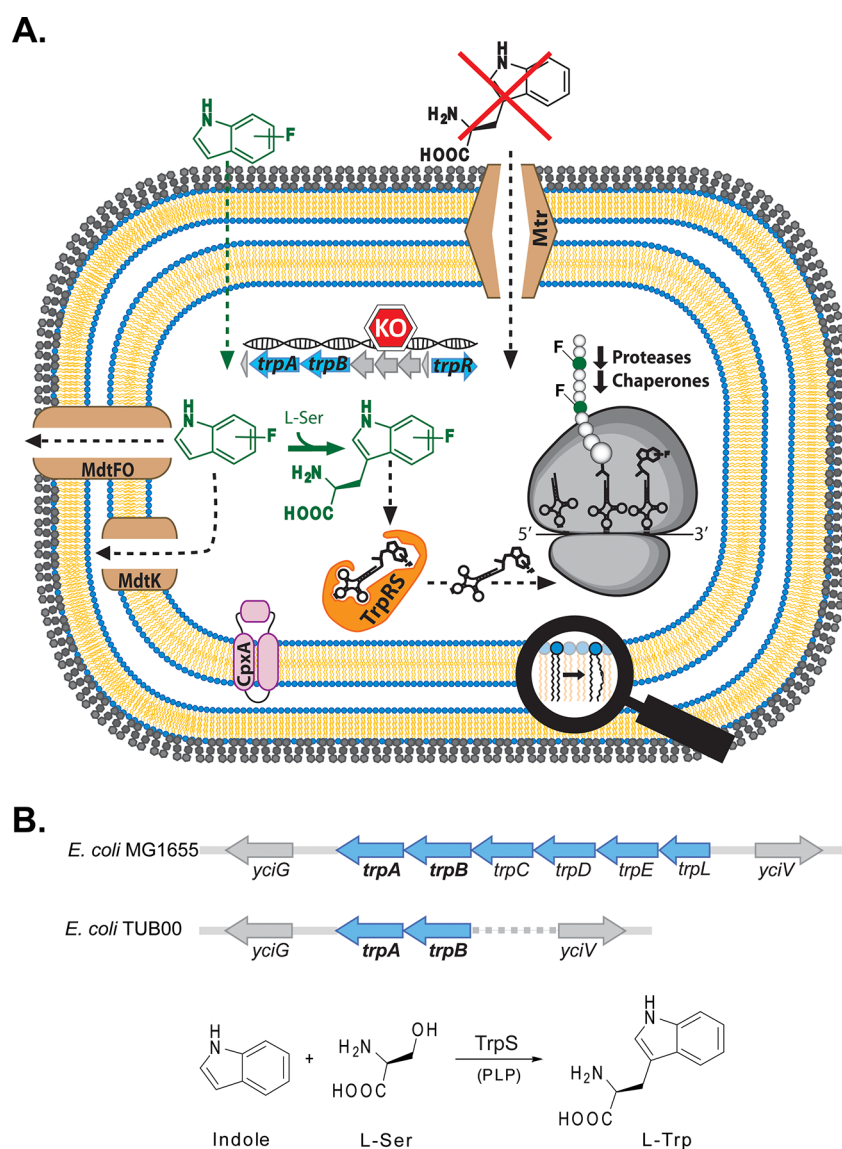 A.
H
N
F
H
N
H₂N
HOOC
Mtr
KO
trpA trpB trpR
F
F
Proteases
Chaperones
H
N
F
L-Ser
H
N
F
H₂N
HOOC
MdtFO
MdtK
TrpRS
F
5′ 3′
CpxA
B.
E. coli MG1655
yciG trpA trpB trpC trpD trpE trpL yciV
E. coli TUB00
yciG trpA trpB yciV
H
N
+
OH
H₂N
HOOC
TrpS
(PLP)
H
N
H₂N
HOOC
Indole L-Ser L-Trp